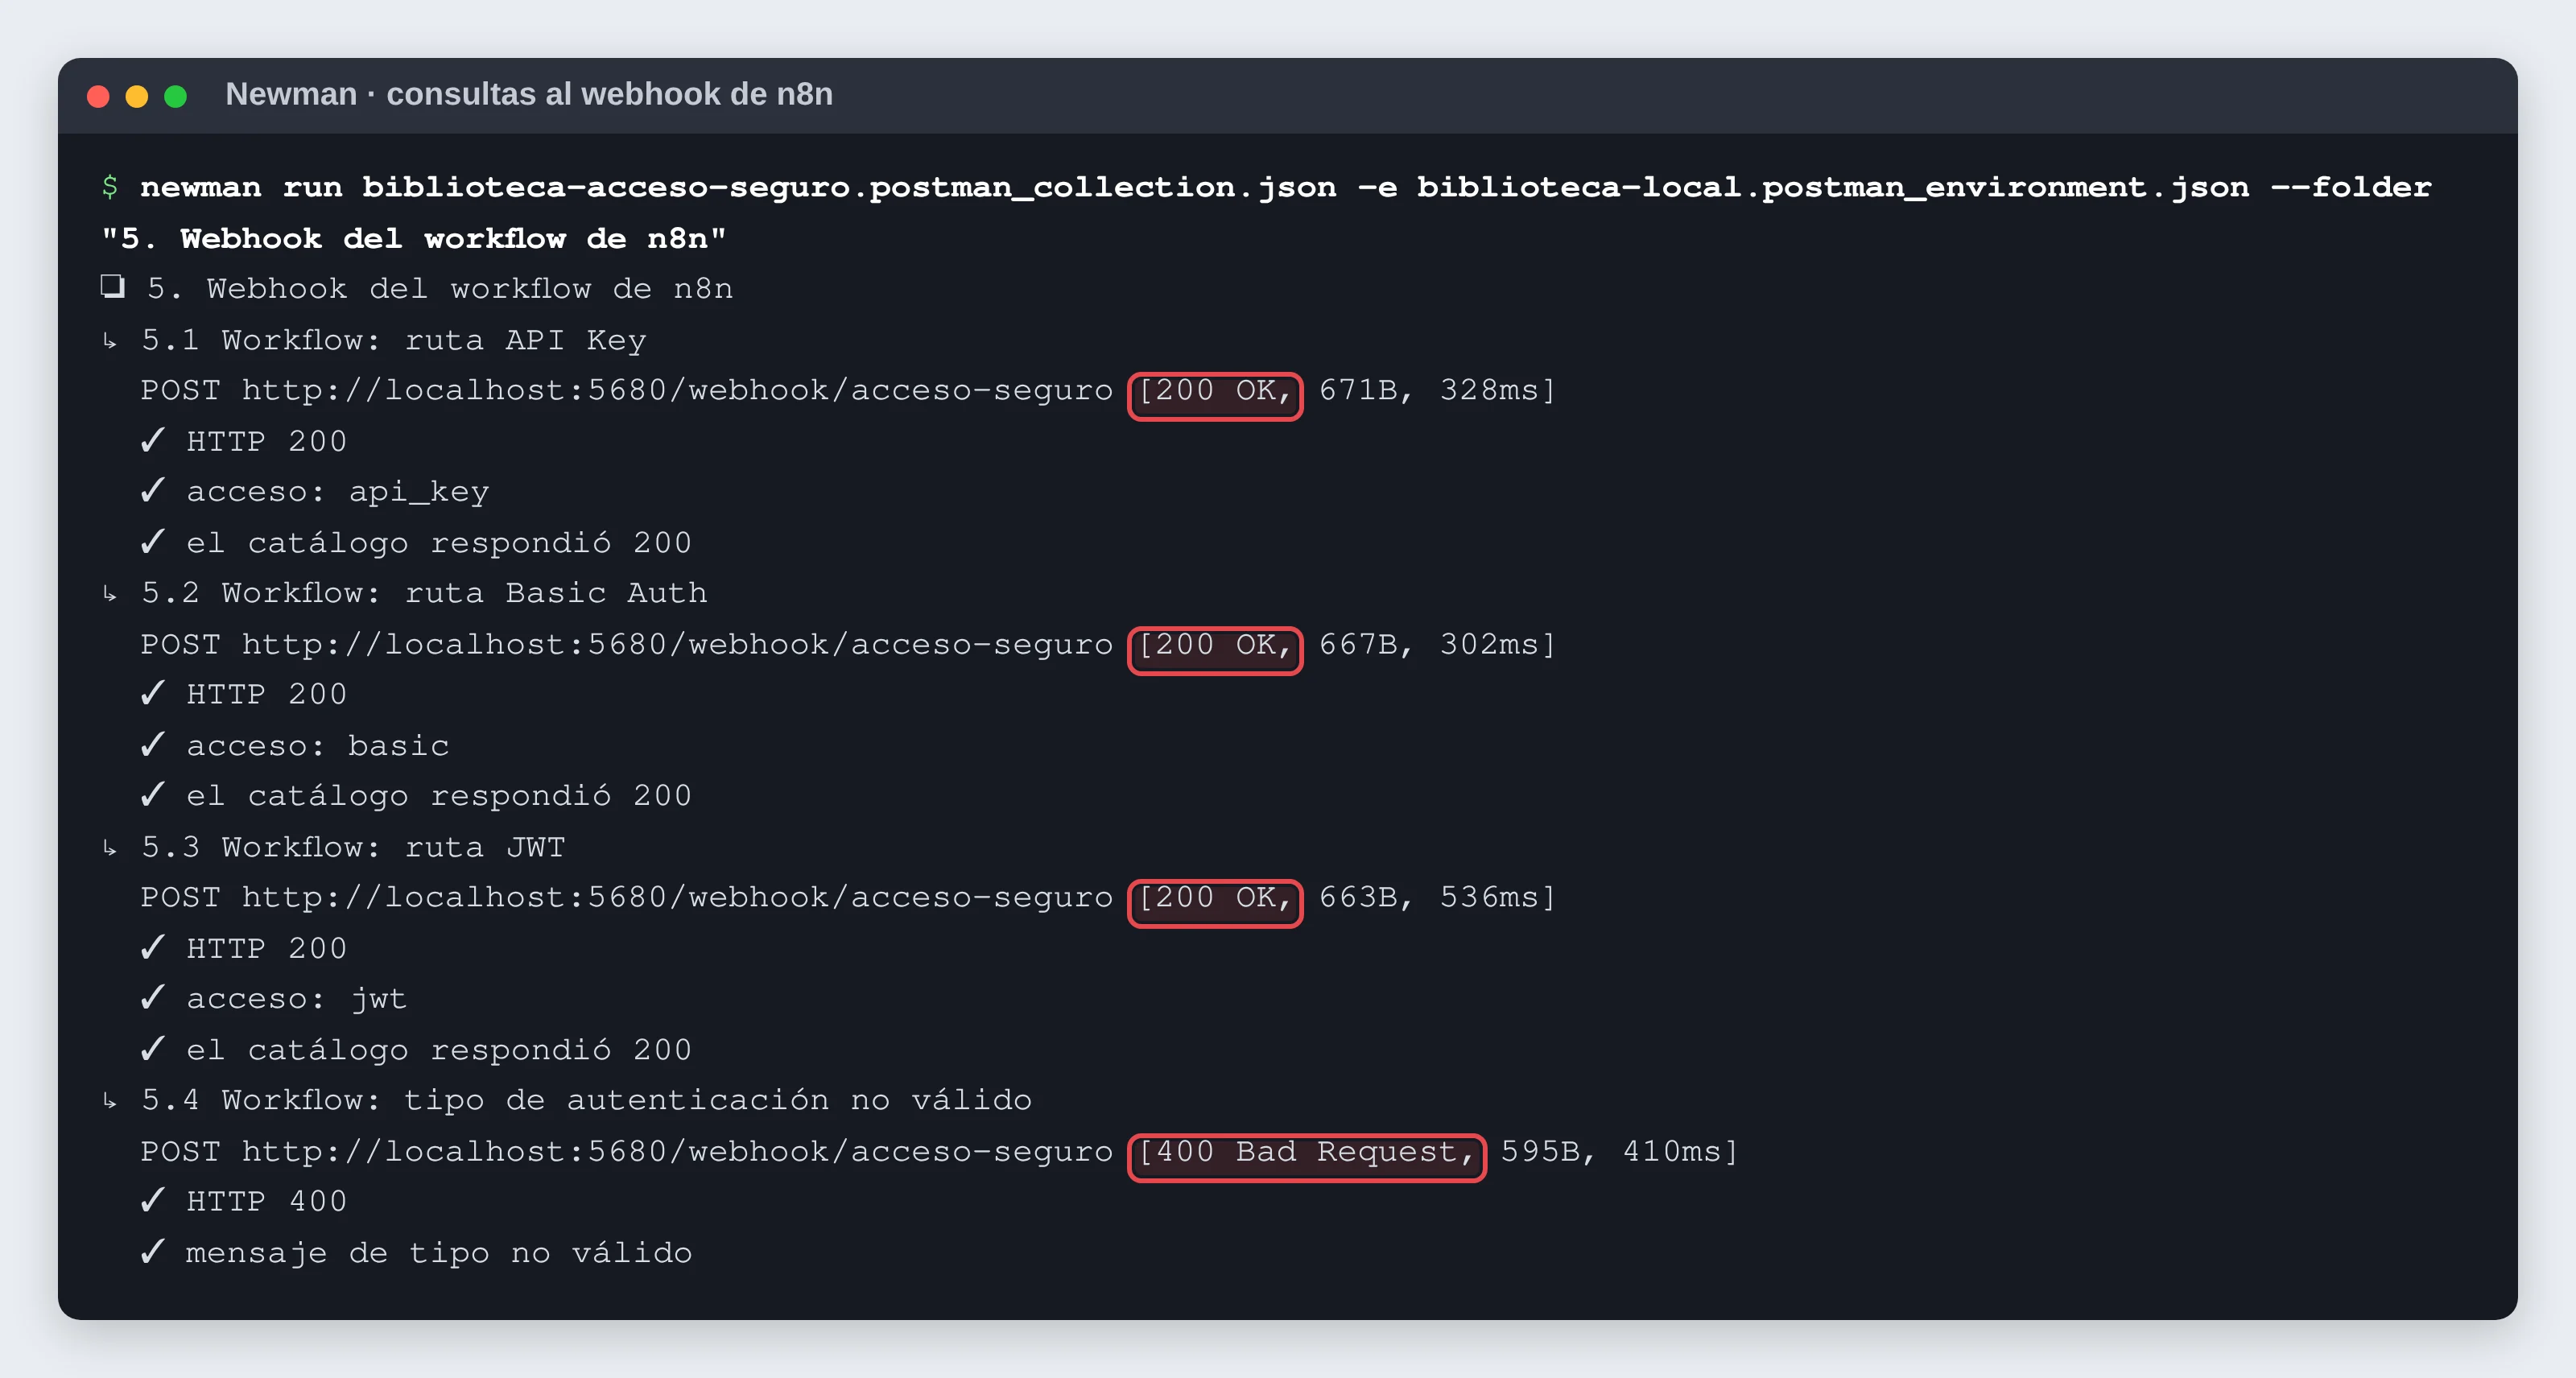 Newman · consultas al webhook de n8n
$ newman run biblioteca-acceso-seguro.postman_collection.json -e biblioteca-local.postman_environment.json --folder
"5. Webhook del workflow de n8n"
❏ 5. Webhook del workflow de n8n
↳ 5.1 Workflow: ruta API Key
POST http://localhost:5680/webhook/acceso-seguro [200 OK, 671B, 328ms]
✓ HTTP 200
✓ acceso: api_key
✓ el catálogo respondió 200
↳ 5.2 Workflow: ruta Basic Auth
POST http://localhost:5680/webhook/acceso-seguro [200 OK, 667B, 302ms]
✓ HTTP 200
✓ acceso: basic
✓ el catálogo respondió 200
↳ 5.3 Workflow: ruta JWT
POST http://localhost:5680/webhook/acceso-seguro [200 OK, 663B, 536ms]
✓ HTTP 200
✓ acceso: jwt
✓ el catálogo respondió 200
↳ 5.4 Workflow: tipo de autenticación no válido
POST http://localhost:5680/webhook/acceso-seguro [400 Bad Request, 595B, 410ms]
✓ HTTP 400
✓ mensaje de tipo no válido